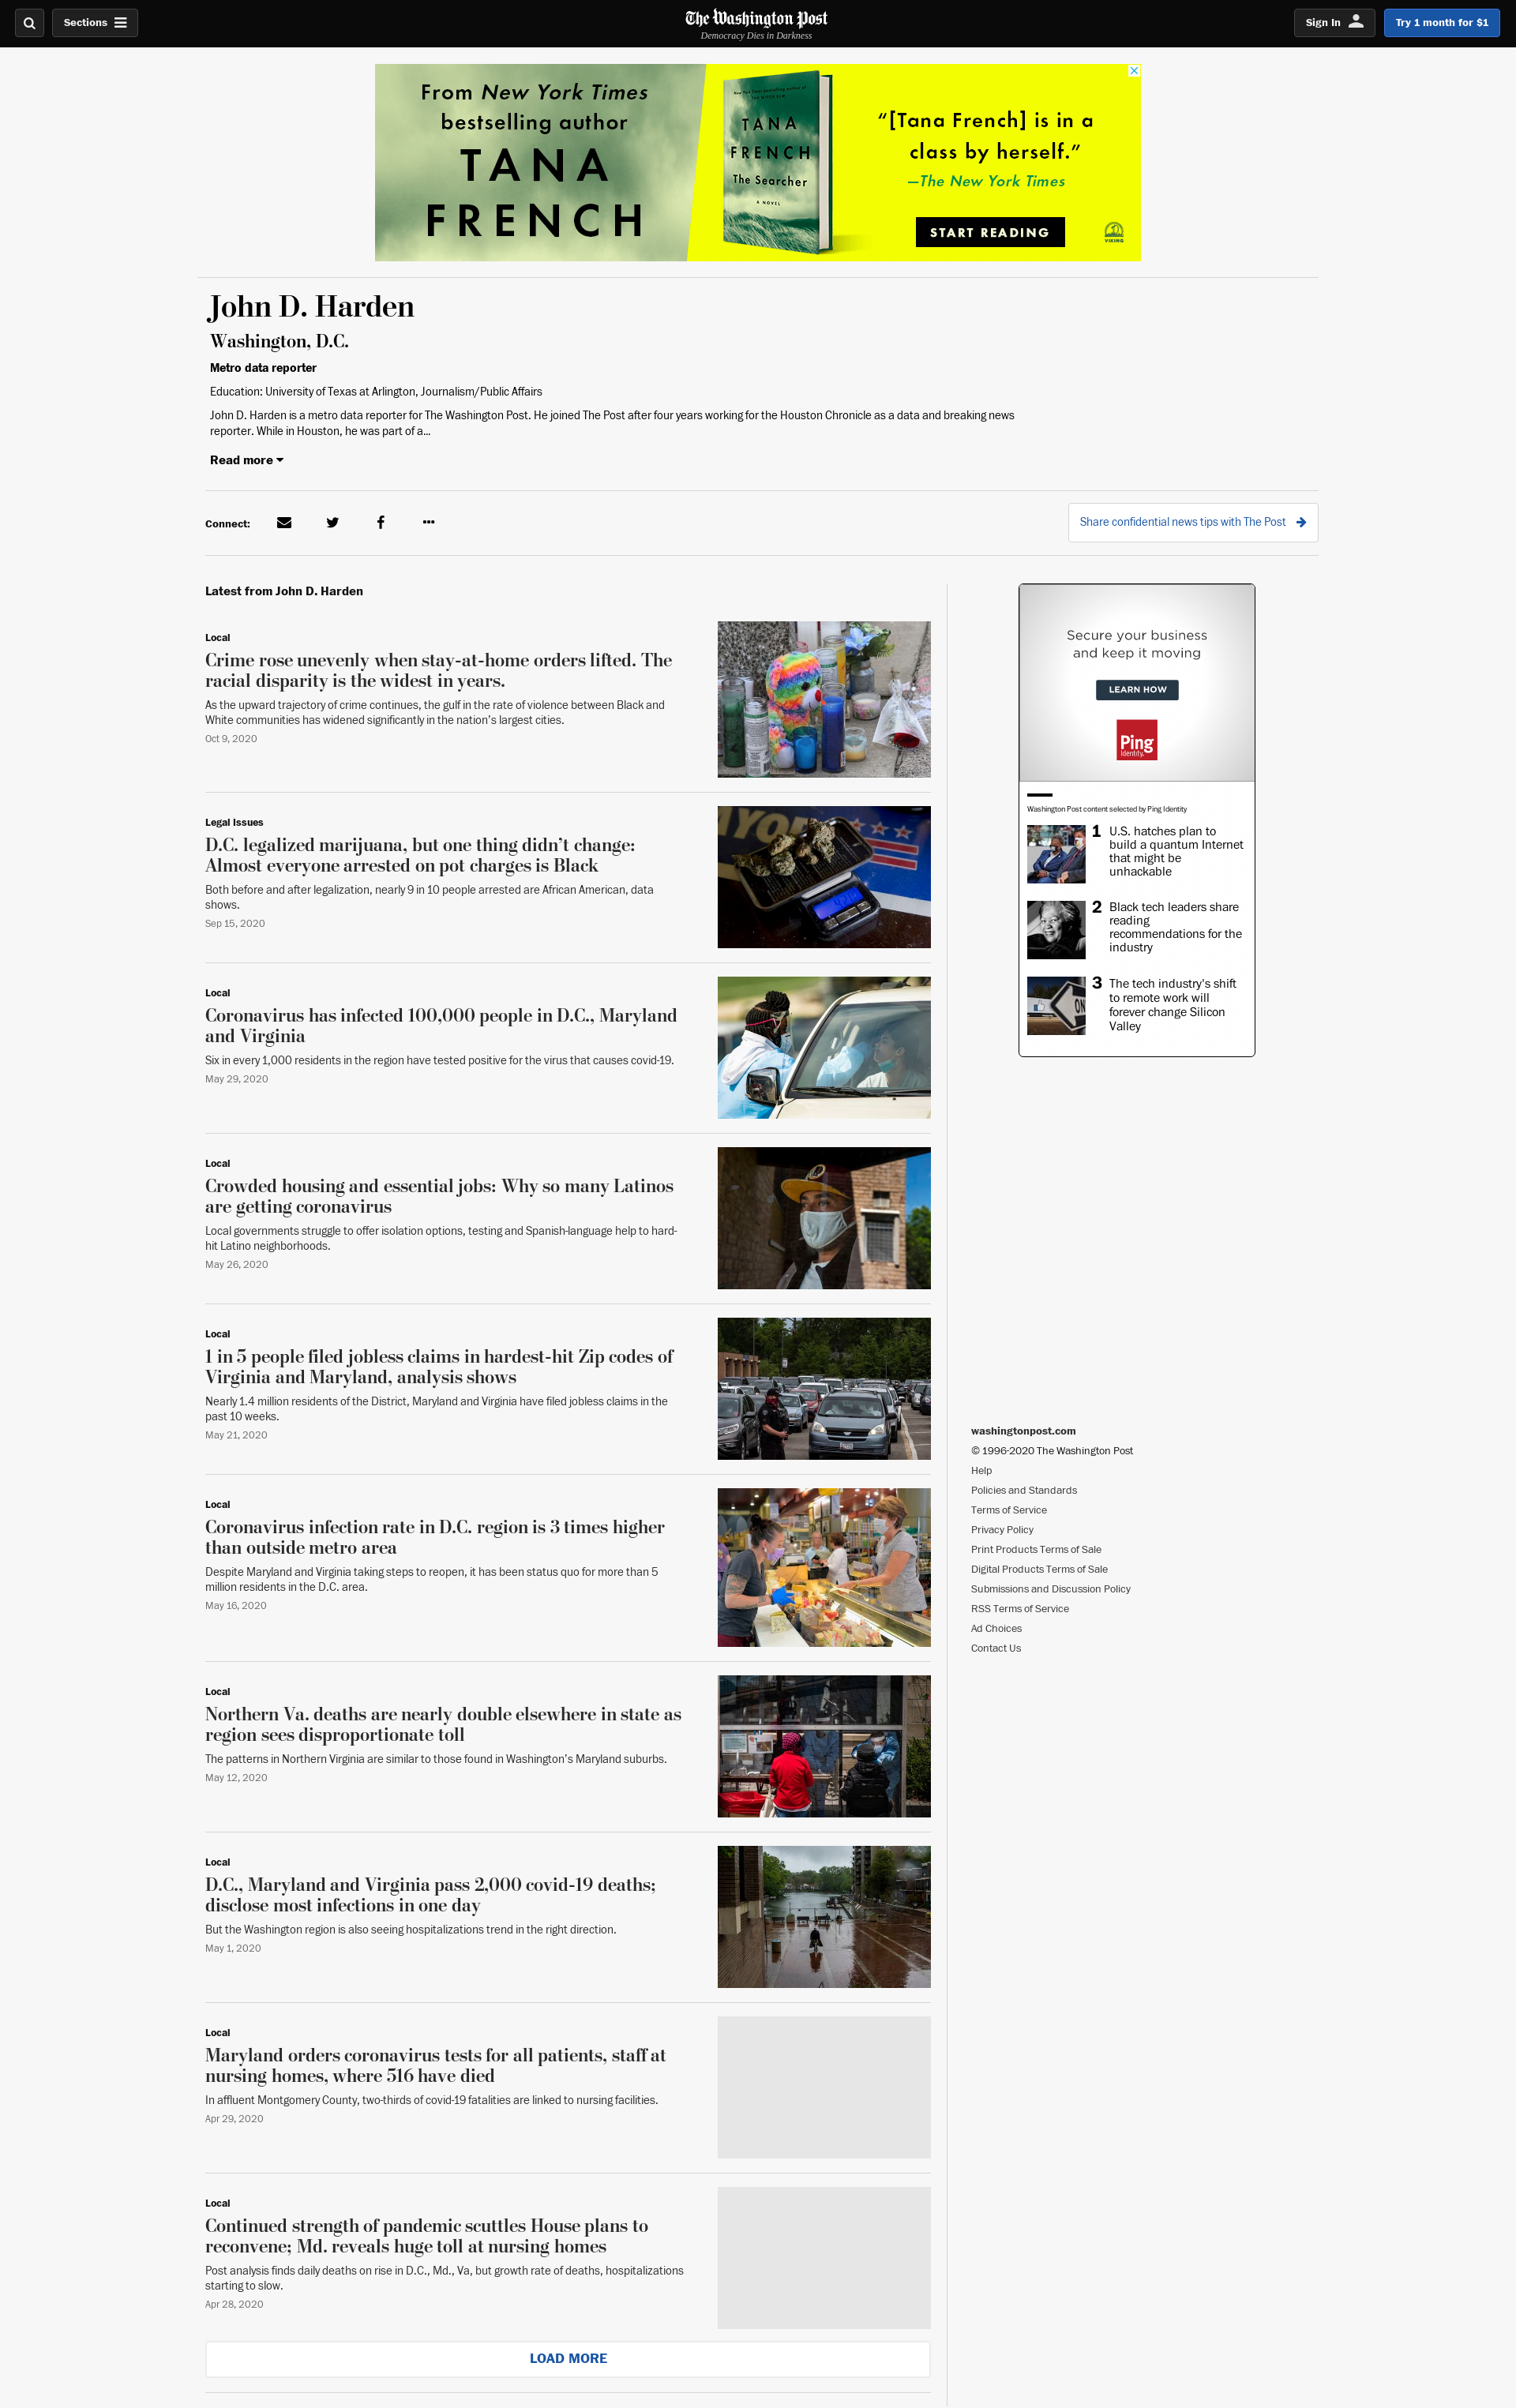 Sections
The Washington Post
Democracy Dies in Darkness
Sign In
Try 1 month for $1
From New York Times
bestselling author
TANA
FRENCH
TANA
FRENCH
The Searcher
A NOVEL
“[Tana French] is in a
class by herself.”
—The New York Times
START READING
VIKING
John D. Harden
Washington, D.C.
Metro data reporter
Education: University of Texas at Arlington, Journalism/Public Affairs
John D. Harden is a metro data reporter for The Washington Post. He joined The Post after four years working for the Houston Chronicle as a data and breaking news
reporter. While in Houston, he was part of a...
Read more
Connect:
Share confidential news tips with The Post
Latest from John D. Harden
Local
Crime rose unevenly when stay-at-home orders lifted. The
racial disparity is the widest in years.
As the upward trajectory of crime continues, the gulf in the rate of violence between Black and
White communities has widened significantly in the nation’s largest cities.
Oct 9, 2020
Legal Issues
D.C. legalized marijuana, but one thing didn’t change:
Almost everyone arrested on pot charges is Black
Both before and after legalization, nearly 9 in 10 people arrested are African American, data
shows.
Sep 15, 2020
Local
Coronavirus has infected 100,000 people in D.C., Maryland
and Virginia
Six in every 1,000 residents in the region have tested positive for the virus that causes covid-19.
May 29, 2020
Local
Crowded housing and essential jobs: Why so many Latinos
are getting coronavirus
Local governments struggle to offer isolation options, testing and Spanish-language help to hard-
hit Latino neighborhoods.
May 26, 2020
Local
1 in 5 people filed jobless claims in hardest-hit Zip codes of
Virginia and Maryland, analysis shows
Nearly 1.4 million residents of the District, Maryland and Virginia have filed jobless claims in the
past 10 weeks.
May 21, 2020
Local
Coronavirus infection rate in D.C. region is 3 times higher
than outside metro area
Despite Maryland and Virginia taking steps to reopen, it has been status quo for more than 5
million residents in the D.C. area.
May 16, 2020
Local
Northern Va. deaths are nearly double elsewhere in state as
region sees disproportionate toll
The patterns in Northern Virginia are similar to those found in Washington’s Maryland suburbs.
May 12, 2020
Local
D.C., Maryland and Virginia pass 2,000 covid-19 deaths;
disclose most infections in one day
But the Washington region is also seeing hospitalizations trend in the right direction.
May 1, 2020
Local
Maryland orders coronavirus tests for all patients, staff at
nursing homes, where 516 have died
In affluent Montgomery County, two-thirds of covid-19 fatalities are linked to nursing facilities.
Apr 29, 2020
Local
Continued strength of pandemic scuttles House plans to
reconvene; Md. reveals huge toll at nursing homes
Post analysis finds daily deaths on rise in D.C., Md., Va, but growth rate of deaths, hospitalizations
starting to slow.
Apr 28, 2020
LOAD MORE
Secure your business
and keep it moving
LEARN HOW
Ping
Identity.
Washington Post content selected by Ping Identity
1 U.S. hatches plan to
build a quantum Internet
that might be
unhackable
2 Black tech leaders share
reading
recommendations for the
industry
3 The tech industry’s shift
to remote work will
forever change Silicon
Valley
washingtonpost.com
© 1996-2020 The Washington Post
Help
Policies and Standards
Terms of Service
Privacy Policy
Print Products Terms of Sale
Digital Products Terms of Sale
Submissions and Discussion Policy
RSS Terms of Service
Ad Choices
Contact Us